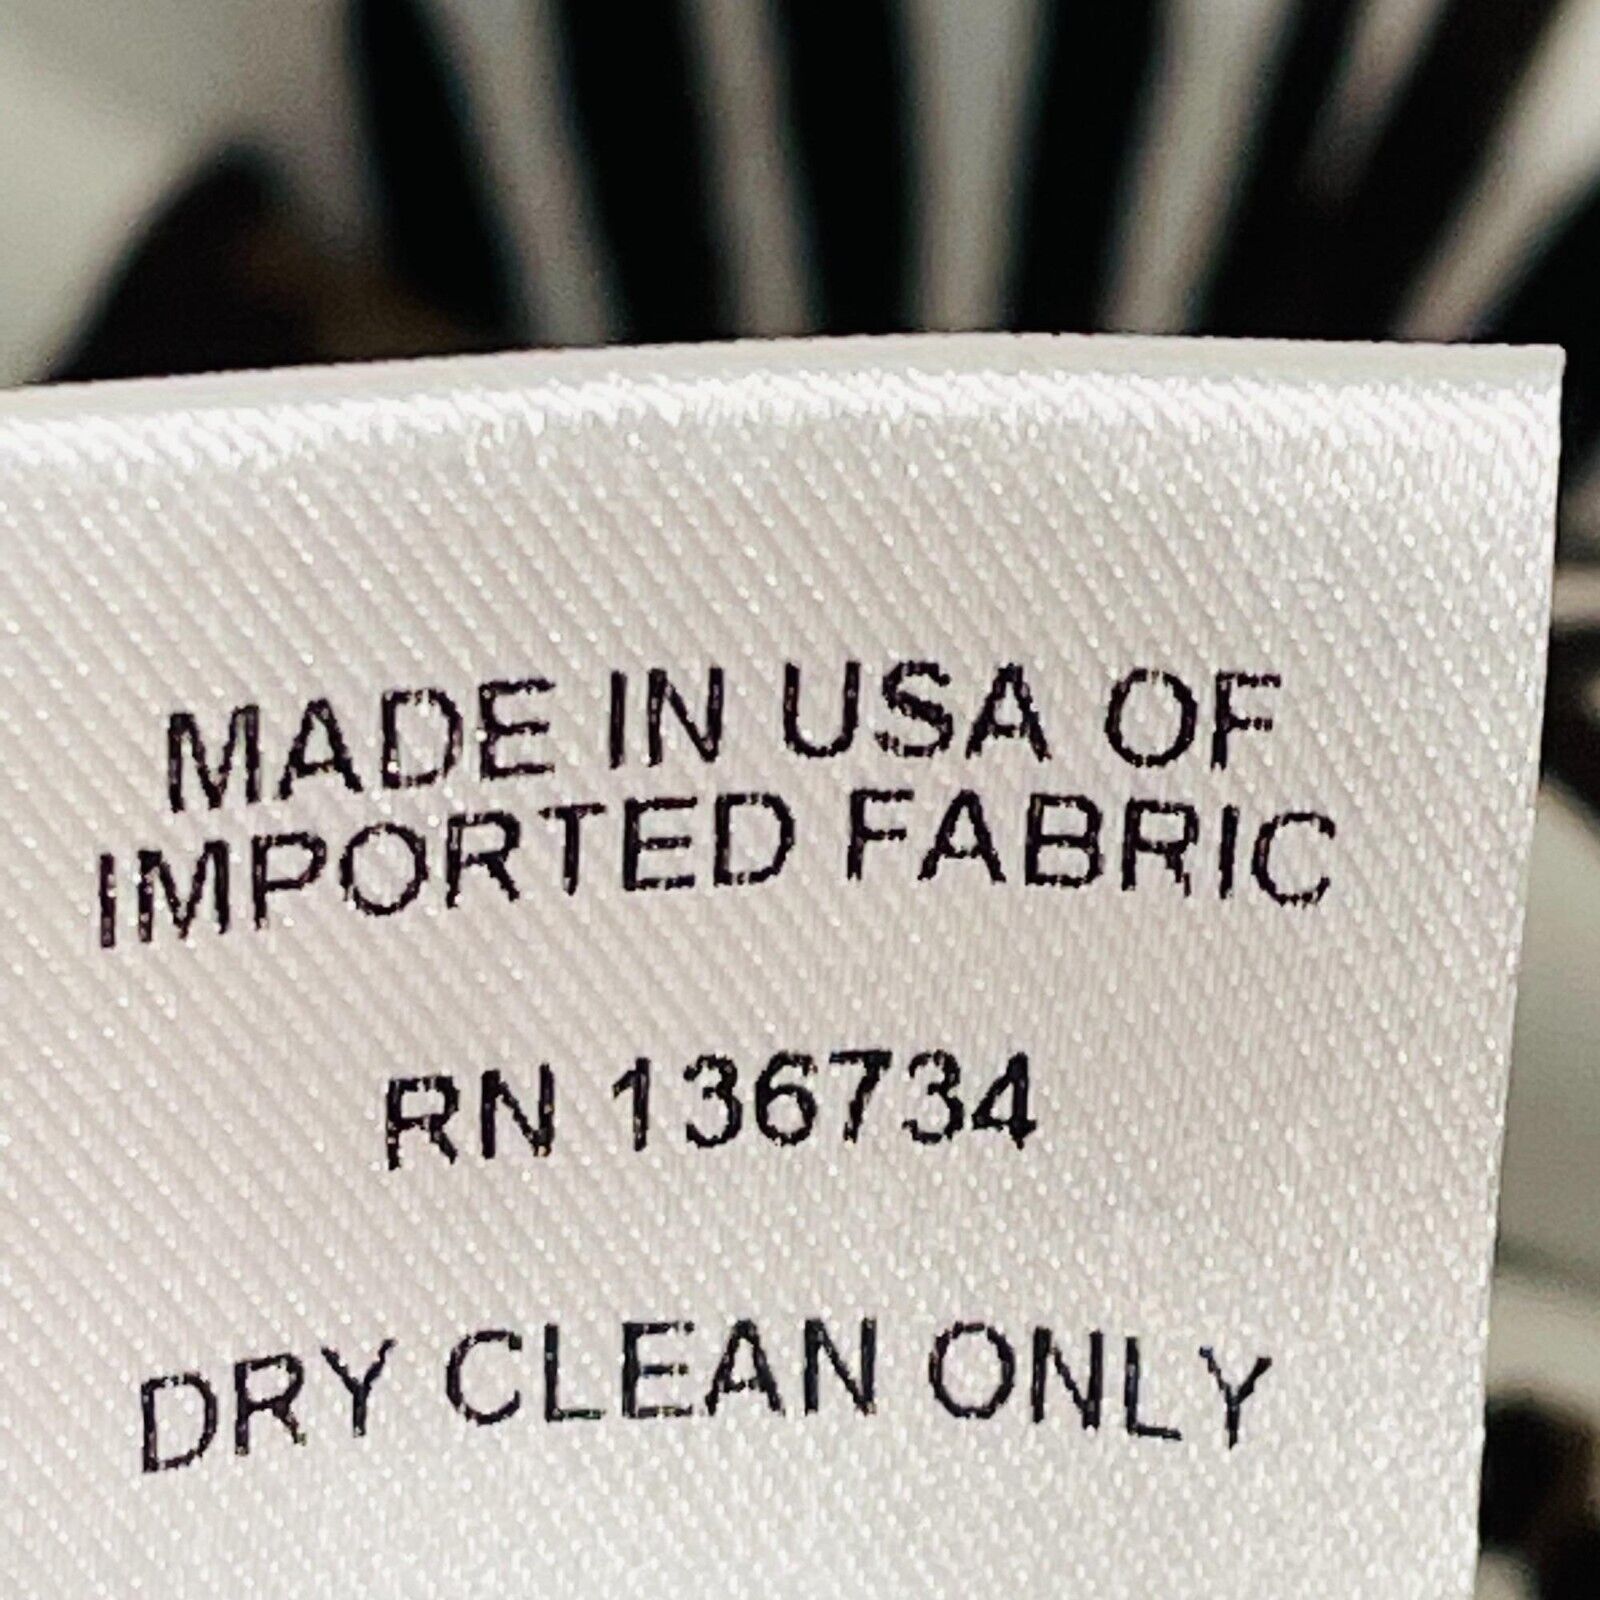 MADE IN USA OF
IMPORTED FABRIC
RN 136734
DRY CLEAN ONLY